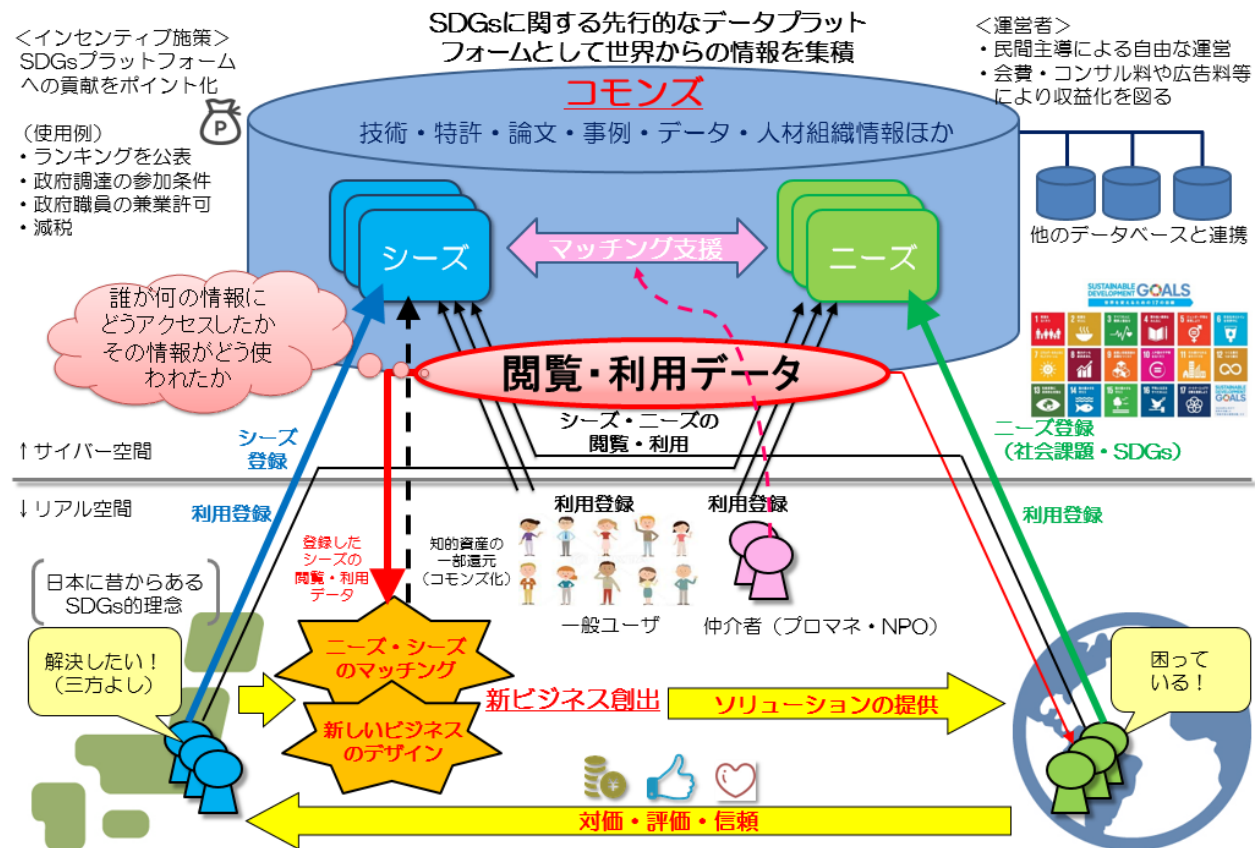 SDGsに関する先行的なデータプラット
フォームとして世界からの情報を集積
<インセンティブ施策>
SDGsプラットフォーム
への貢献をポイント化
(使用例)
・ランキングを公表
・政府調達の参加条件
・政府職員の兼業許可
・減税
P
<運営者>
・民間主導による自由な運営
・会費・コンサル料や広告料等
により収益化を図る
コモンズ
技術・特許・論文・事例・データ・人材組織情報ほか
シーズ
マッチング支援
ニーズ
他のデータベースと連携
SUSTAINABLE
DEVELOPMENT GOALS
1
2
3
4
5
6
7
8
9
10
11
12
13
14
15
16
17
SUSTAINABLE
DEVELOPMENT
GOALS
誰が何の情報に
どうアクセスしたか
その情報がどう使
われたか
閲覧・利用データ
シーズ・ニーズの
閲覧・利用
シーズ
登録
ニーズ登録
(社会課題・SDGs)
↑サイバー空間
↓リアル空間
利用登録
利用登録
利用登録
利用登録
登録した
シーズの
閲覧・利用
データ
知的資産の
一部還元
(コモンズ化)
一般ユーザ
仲介者(プロマネ・NPO)
日本に昔からある
SDGs的理念
解決したい!
(三方よし)
ニーズ・シーズ
のマッチング
新しいビジネス
のデザイン
新ビジネス創出
ソリューションの提供
困って
いる!
¥
対価・評価・信頼